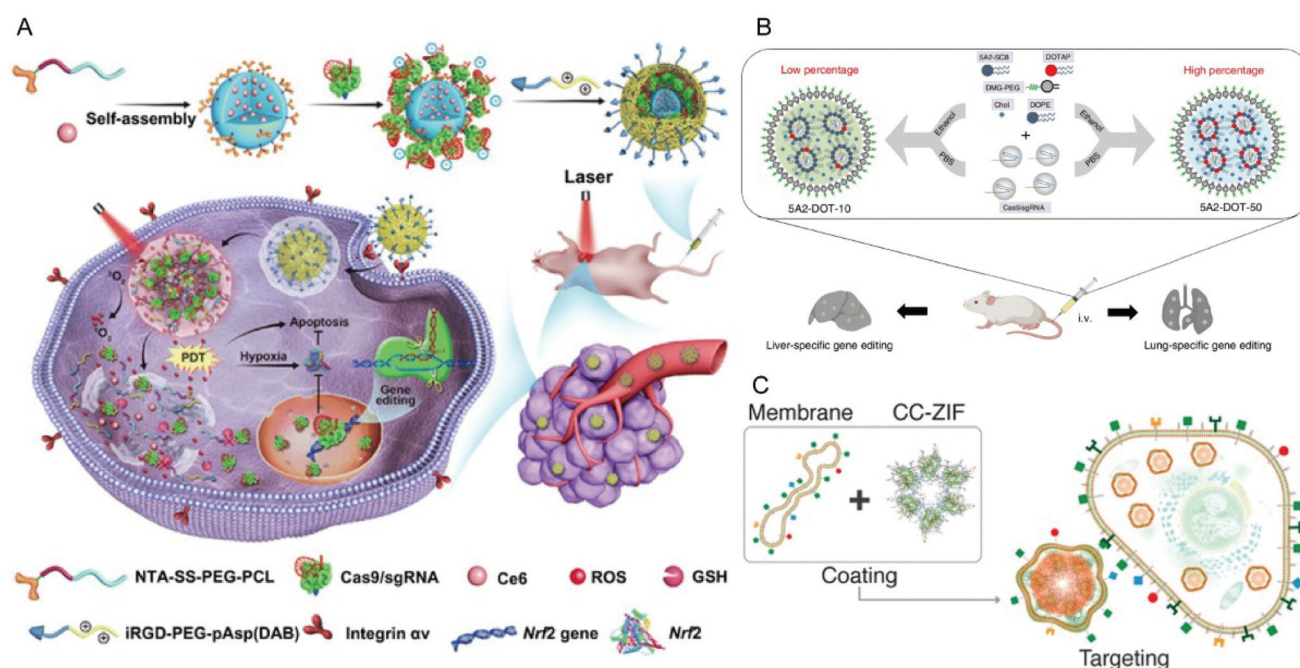 A
Self-assembly
Laser
³O₂
¹O₂
PDT
Apoptosis
Hypoxia
Gene
editing
NTA-SS-PEG-PCL
Cas9/sgRNA
Ce6
ROS
GSH
iRGD-PEG-pAsp(DAB)
Integrin αv
Nrf2 gene
Nrf2
B
Low percentage
5A2-SC8
DOTAP
High percentage
DMG-PEG
Chol
DOPE
Ethanol
+
Ethanol
PBS
PBS
5A2-DOT-10
Cas9/sgRNA
5A2-DOT-50
i.v.
Liver-specific gene editing
Lung-specific gene editing
C
Membrane
CC-ZIF
+
Coating
Targeting